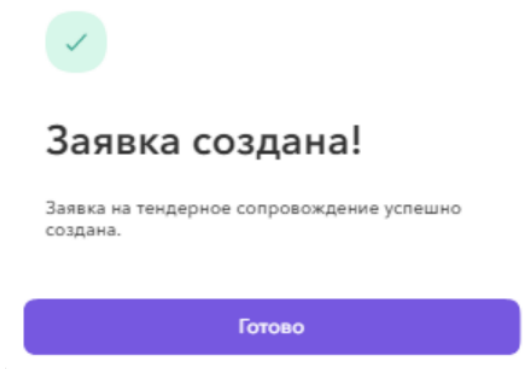 Заявка создана!
Заявка на тендерное сопровождение успешно
создана.
Готово